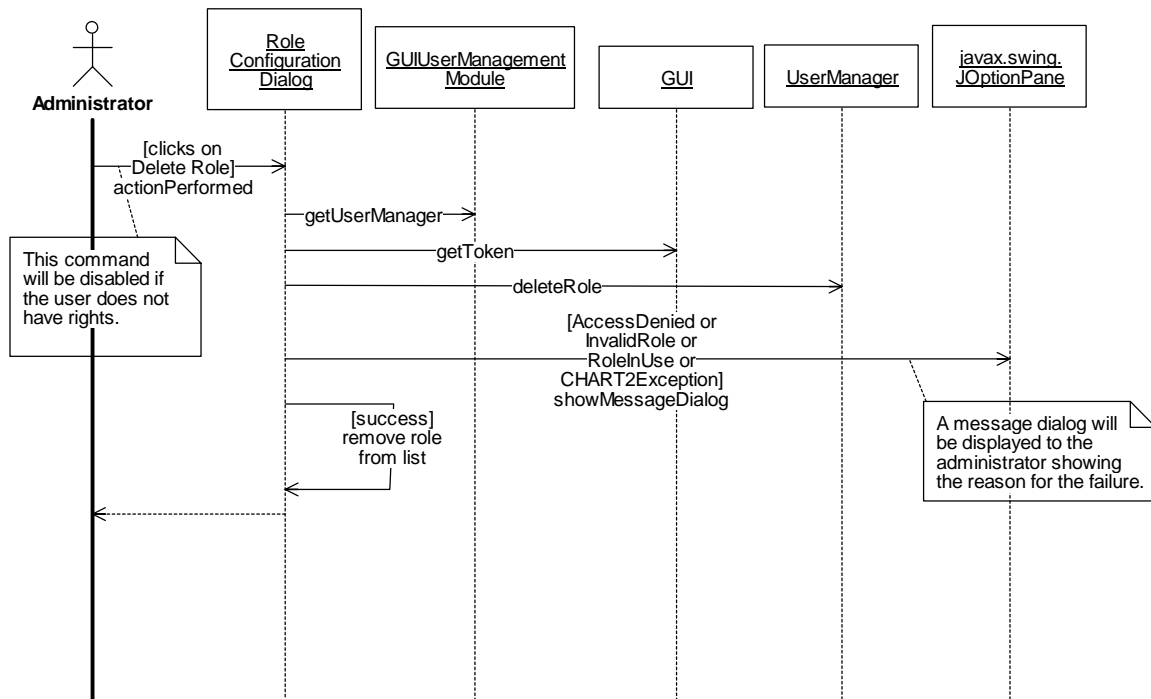 Administrator
Role
Configuration
Dialog
GUIUserManagement
Module
GUI
UserManager
javax.swing.
JOptionPane
[clicks on
Delete Role]
actionPerformed
This command
will be disabled if
the user does not
have rights.
getUserManager
getToken
deleteRole
[AccessDenied or
InvalidRole or
RoleInUse or
CHART2Exception]
showMessageDialog
[success]
remove role
from list
A message dialog will
be displayed to the
administrator showing
the reason for the failure.